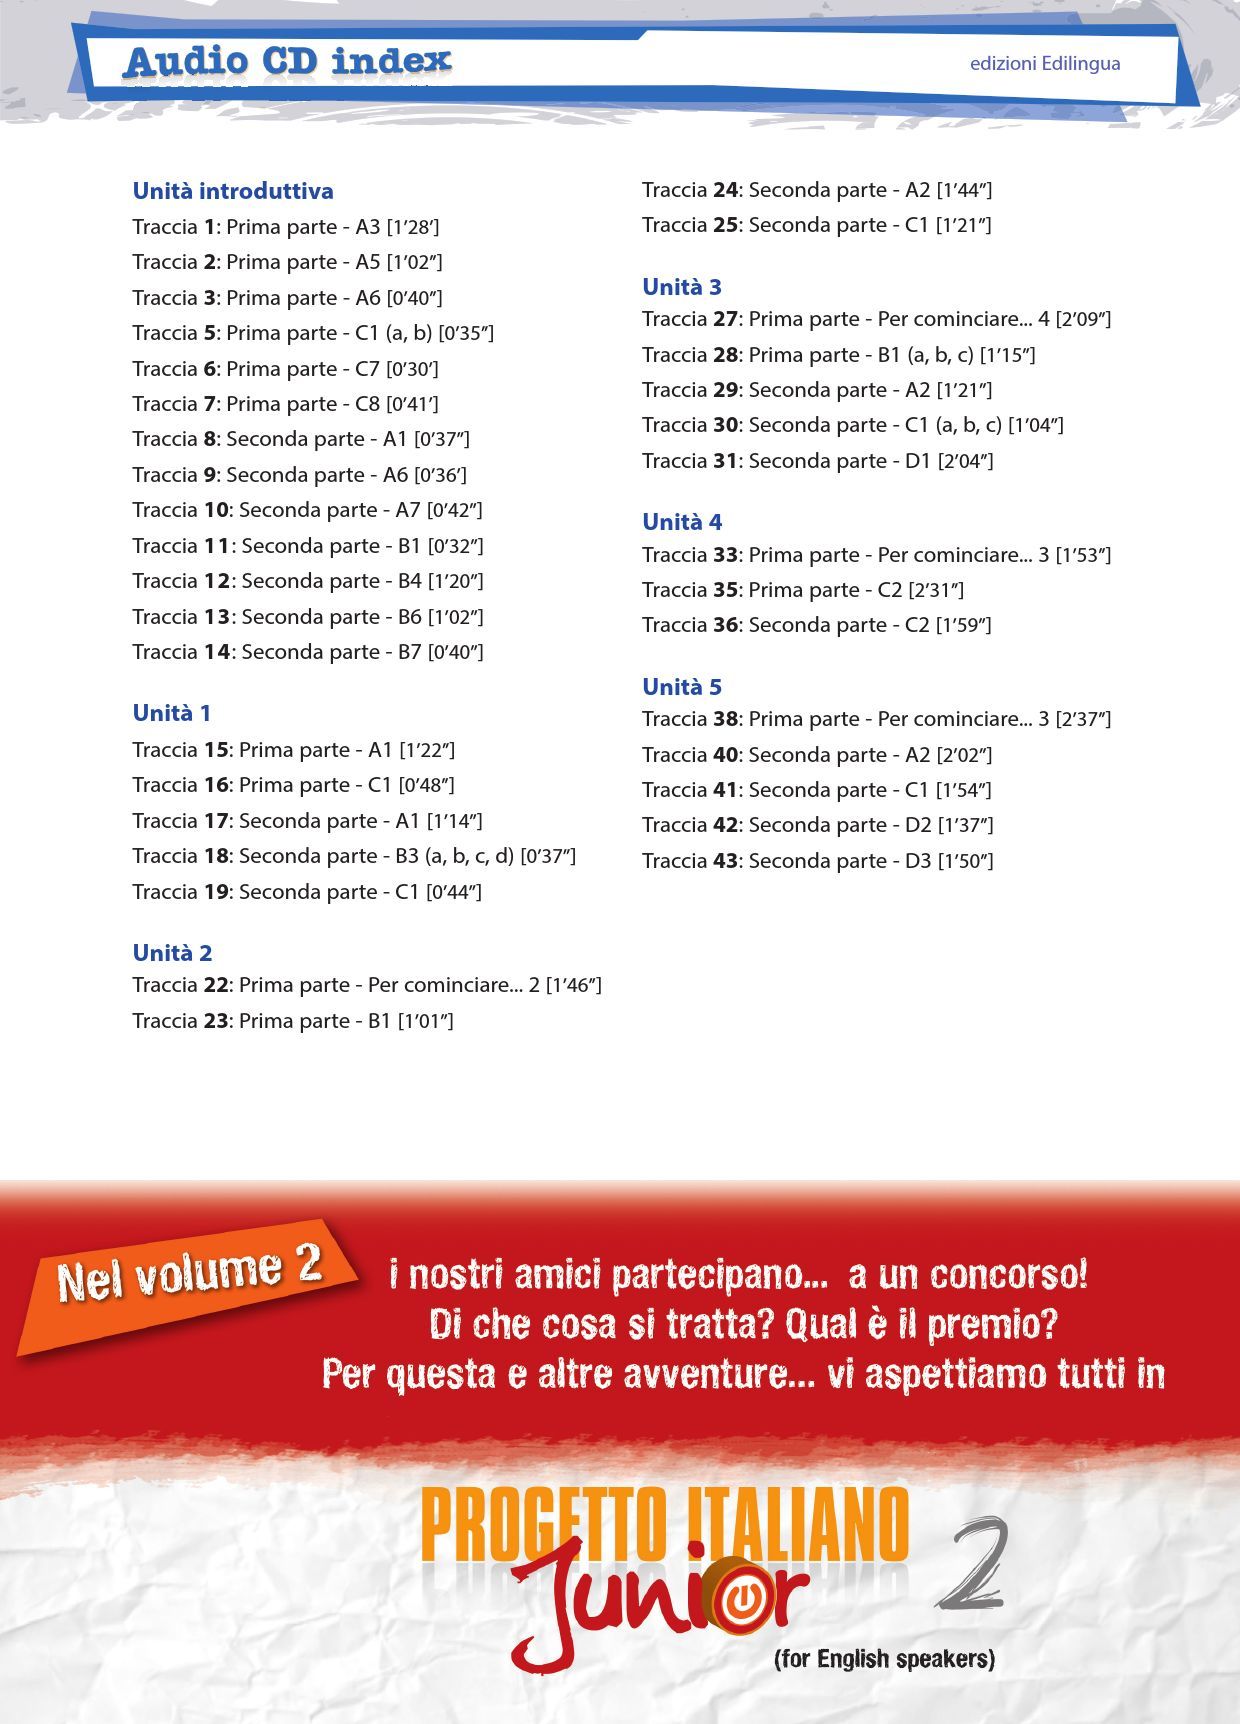 Audio CD index
edizioni Edilingua
Unità introduttiva
Traccia 1: Prima parte - A3 [1’28’]
Traccia 2: Prima parte - A5 [1’02’’]
Traccia 3: Prima parte - A6 [0’40’’]
Traccia 5: Prima parte - C1 (a, b) [0’35’’]
Traccia 6: Prima parte - C7 [0’30’]
Traccia 7: Prima parte - C8 [0’41’]
Traccia 8: Seconda parte - A1 [0’37’’]
Traccia 9: Seconda parte - A6 [0’36’]
Traccia 10: Seconda parte - A7 [0’42’’]
Traccia 11: Seconda parte - B1 [0’32’’]
Traccia 12: Seconda parte - B4 [1’20’’]
Traccia 13: Seconda parte - B6 [1’02’’]
Traccia 14: Seconda parte - B7 [0’40’’]
Unità 1
Traccia 15: Prima parte - A1 [1’22’’]
Traccia 16: Prima parte - C1 [0’48’’]
Traccia 17: Seconda parte - A1 [1’14’’]
Traccia 18: Seconda parte - B3 (a, b, c, d) [0’37’’]
Traccia 19: Seconda parte - C1 [0’44’’]
Unità 2
Traccia 22: Prima parte - Per cominciare... 2 [1’46’’]
Traccia 23: Prima parte - B1 [1’01’’]
Traccia 24: Seconda parte - A2 [1’44’’]
Traccia 25: Seconda parte - C1 [1’21’’]
Unità 3
Traccia 27: Prima parte - Per cominciare... 4 [2’09’’]
Traccia 28: Prima parte - B1 (a, b, c) [1’15’’]
Traccia 29: Seconda parte - A2 [1’21’’]
Traccia 30: Seconda parte - C1 (a, b, c) [1’04’’]
Traccia 31: Seconda parte - D1 [2’04’’]
Unità 4
Traccia 33: Prima parte - Per cominciare... 3 [1’53’’]
Traccia 35: Prima parte - C2 [2’31’’]
Traccia 36: Seconda parte - C2 [1’59’’]
Unità 5
Traccia 38: Prima parte - Per cominciare... 3 [2’37’’]
Traccia 40: Seconda parte - A2 [2’02’’]
Traccia 41: Seconda parte - C1 [1’54’’]
Traccia 42: Seconda parte - D2 [1’37’’]
Traccia 43: Seconda parte - D3 [1’50’’]
Nel volume 2
i nostri amici partecipano... a un concorso!
Di che cosa si tratta? Qual è il premio?
Per questa e altre avventure... vi aspettiamo tutti in
PROGETTO ITALIANO
Junior 2
(for English speakers)